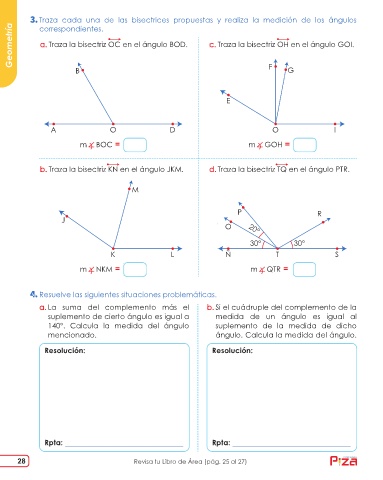 Geometría
3. Traza cada una de las bisectrices propuestas y realiza la medición de los ángulos
correspondientes.
a. Traza la bisectriz OC en el ángulo BOD.
B
A O D
m∡ BOC =
c. Traza la bisectriz OH en el ángulo GOI.
F G
E
O I
m∡ GOH =
b. Traza la bisectriz KN en el ángulo JKM.
M
J
K L
m∡ NKM =
d. Traza la bisectriz TQ en el ángulo PTR.
P R
O 20°
30° 30°
N T S
m∡ QTR =
4. Resuelve las siguientes situaciones problemáticas.
a. La suma del complemento más el
suplemento de cierto ángulo es igual a
140°. Calcula la medida del ángulo
mencionado.
Resolución:
Rpta:
b. Si el cuádruple del complemento de la
medida de un ángulo es igual al
suplemento de la medida de dicho
ángulo. Calcula la medida del ángulo.
Resolución:
Rpta:
28
Revisa tu Libro de Área (pág. 25 al 27)